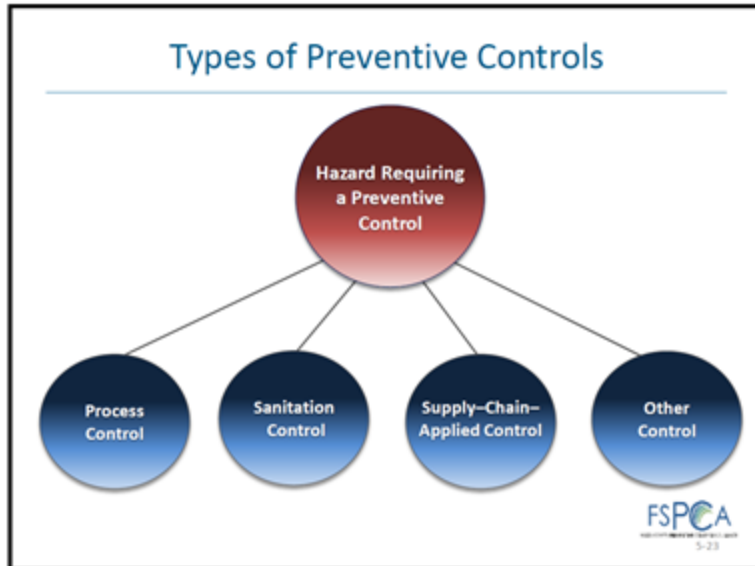 Types of Preventive Controls
Hazard Requiring
a Preventive
Control
Process
Control
Sanitation
Control
Supply–Chain–
Applied Control
Other
Control
FSPCA
5-23